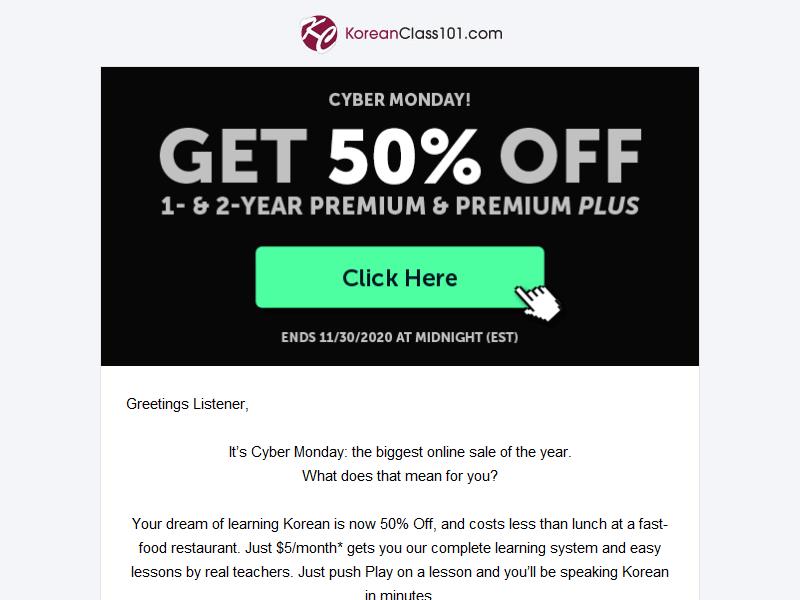 KoreanClass101.com
CYBER MONDAY!
GET 50% OFF
1- & 2-YEAR PREMIUM & PREMIUM PLUS
Click Here
ENDS 11/30/2020 AT MIDNIGHT (EST)
Greetings Listener,
It's Cyber Monday: the biggest online sale of the year.
What does that mean for you?
Your dream of learning Korean is now 50% Off, and costs less than lunch at a fast-
food restaurant. Just $5/month* gets you our complete learning system and easy
lessons by real teachers. Just push Play on a lesson and you'll be speaking Korean
in minutes